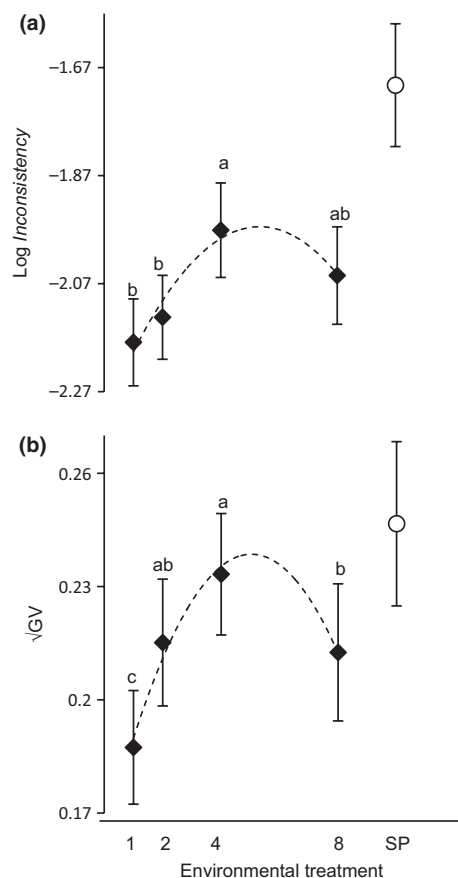 (a)
Log Inconsistency
−1.67
−1.87
−2.07
−2.27
b
b
a
ab
(b)
√GV
0.26
0.23
0.2
0.17
c
ab
a
b
1 2 4 8 SP
Environmental treatment